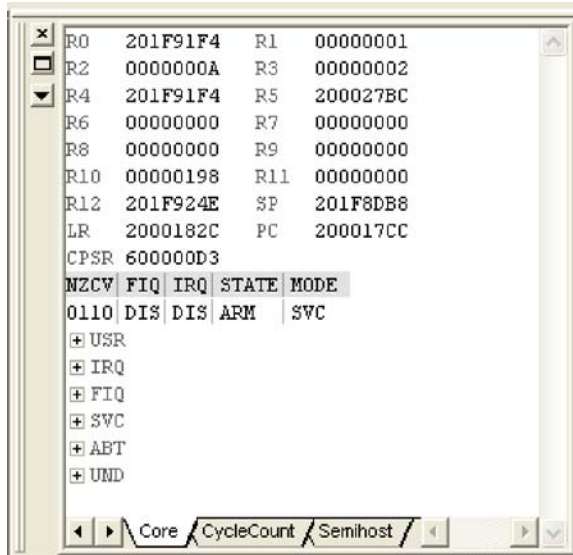 R0 201F91F4 R1 00000001
R2 0000000A R3 00000002
R4 201F91F4 R5 200027BC
R6 00000000 R7 00000000
R8 00000000 R9 00000000
R10 00000198 R11 00000000
R12 201F924E SP 201F8DB8
LR 2000182C PC 200017CC
CPSR 600000D3
NZCV FIQ IRQ STATE MODE
0110 DIS DIS ARM SVC
USR
IRQ
FIQ
SVC
ABT
UND
Core CycleCount Semihost